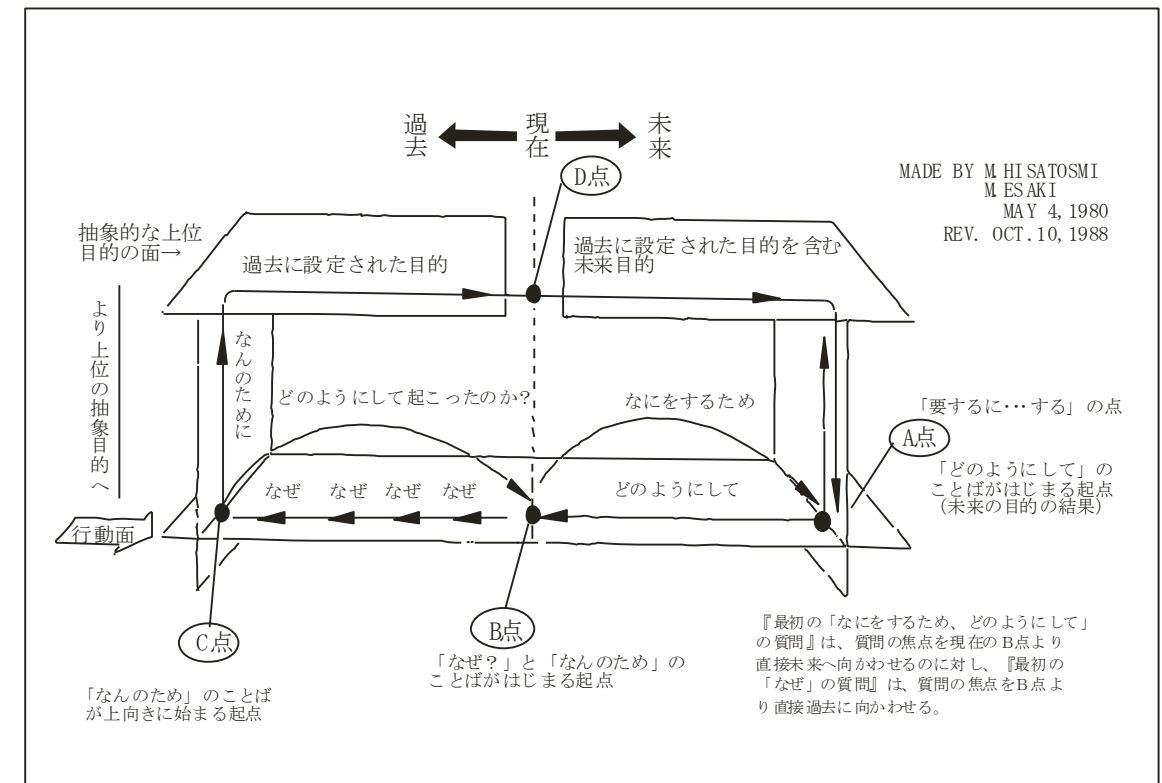 過去
現在
未来
D点
MADE BY M.HISATOSMI
M.ESAKI
MAY 4,1980
REV. OCT.10,1988
抽象的な上位
目的の面→
過去に設定された目的
過去に設定された目的を含む
未来目的
より上位の抽象目的へ
なんのために
どのようにして起こったのか?
なにをするため
「要するに・・・する」の点
A点
「どのようにして」の
ことばがはじまる起点
(未来の目的の結果)
なぜ なぜ なぜ なぜ
どのようにして
行動面
C点
B点
「なぜ？」と「なんのため」の
ことばがはじまる起点
「なんのため」のことば
が上向きに始まる起点
『最初の「なにをするため、どのようにして」
の質問』は、質問の焦点を現在のB点より
直接未来へ向かわせるのに対し、『最初の
「なぜ」の質問』は、質問の焦点をB点よ
り直接過去に向かわせる。